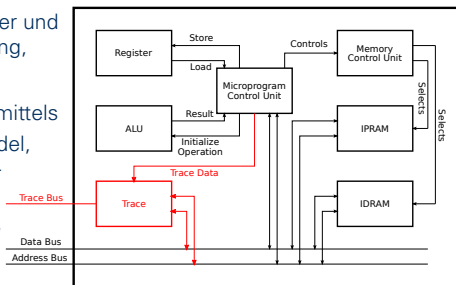 er und
ng,
mittels
del,
Register
Store
Load
Controls
Memory
Control Unit
Microprogram
Control Unit
ALU
Result
Initialize
Operation
IPRAM
Selects
Selects
Trace Data
Trace Bus
Trace
IDRAM
Data Bus
Address Bus